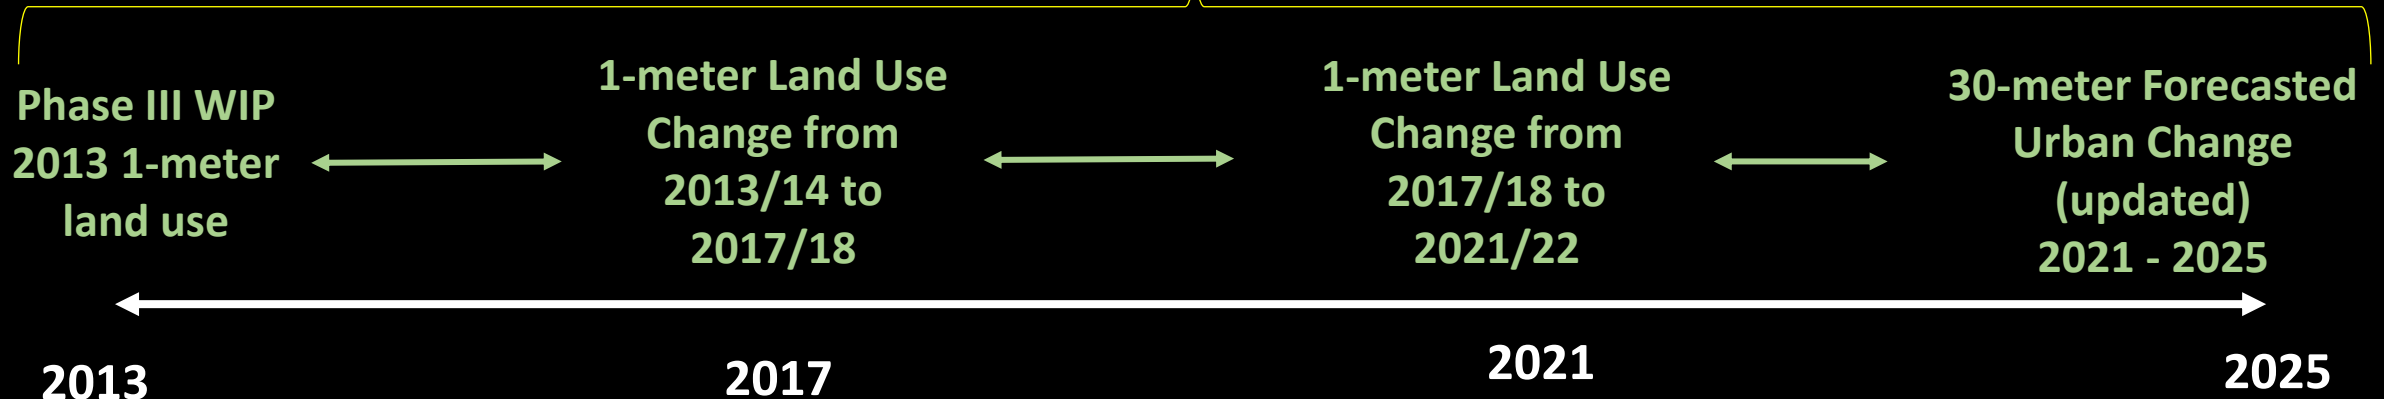 Phase III WIP
2013 1-meter
land use
1-meter Land Use
Change from
2013/14 to
2017/18
1-meter Land Use
Change from
2017/18 to
2021/22
30-meter Forecasted
Urban Change
(updated)
2021 - 2025
2013
2017
2021
2025